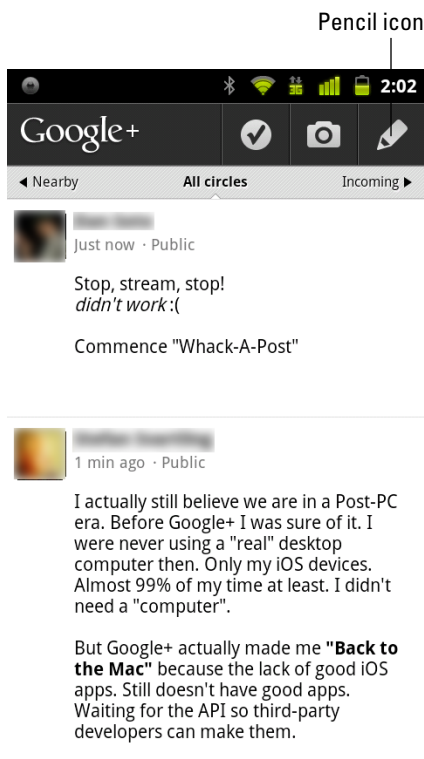 Pencil icon
3G 2:02
Google+
Nearby All circles Incoming
Just now · Public
Stop, stream, stop!
didn't work :(
Commence "Whack-A-Post"
1 min ago · Public
I actually still believe we are in a Post-PC
era. Before Google+ I was sure of it. I
were never using a "real" desktop
computer then. Only my iOS devices.
Almost 99% of my time at least. I didn't
need a "computer".
But Google+ actually made me "Back to
the Mac" because the lack of good iOS
apps. Still doesn't have good apps.
Waiting for the API so third-party
developers can make them.